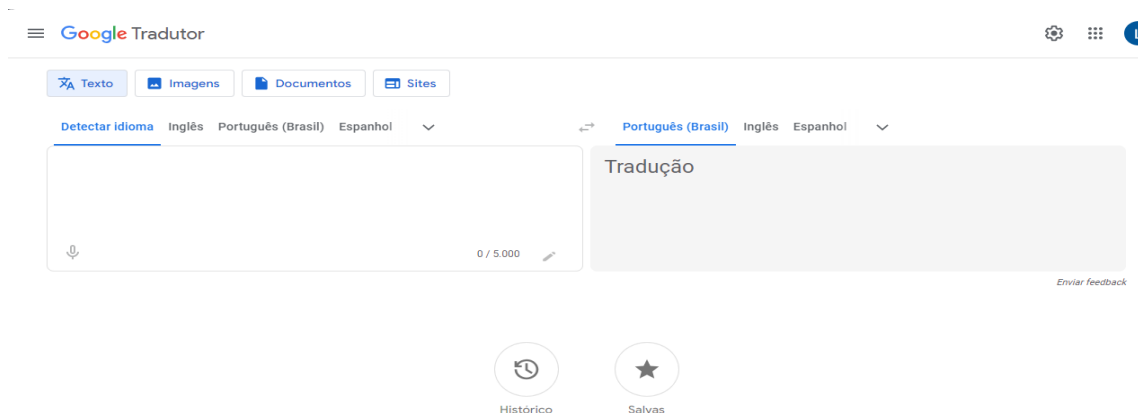 Google Tradutor
Texto Imagens Documentos Sites
Detectar idioma Inglês Português (Brasil) Espanhol Português (Brasil) Inglês Espanhol
Tradução
0 / 5.000
Enviar feedback
Histórico Salvas